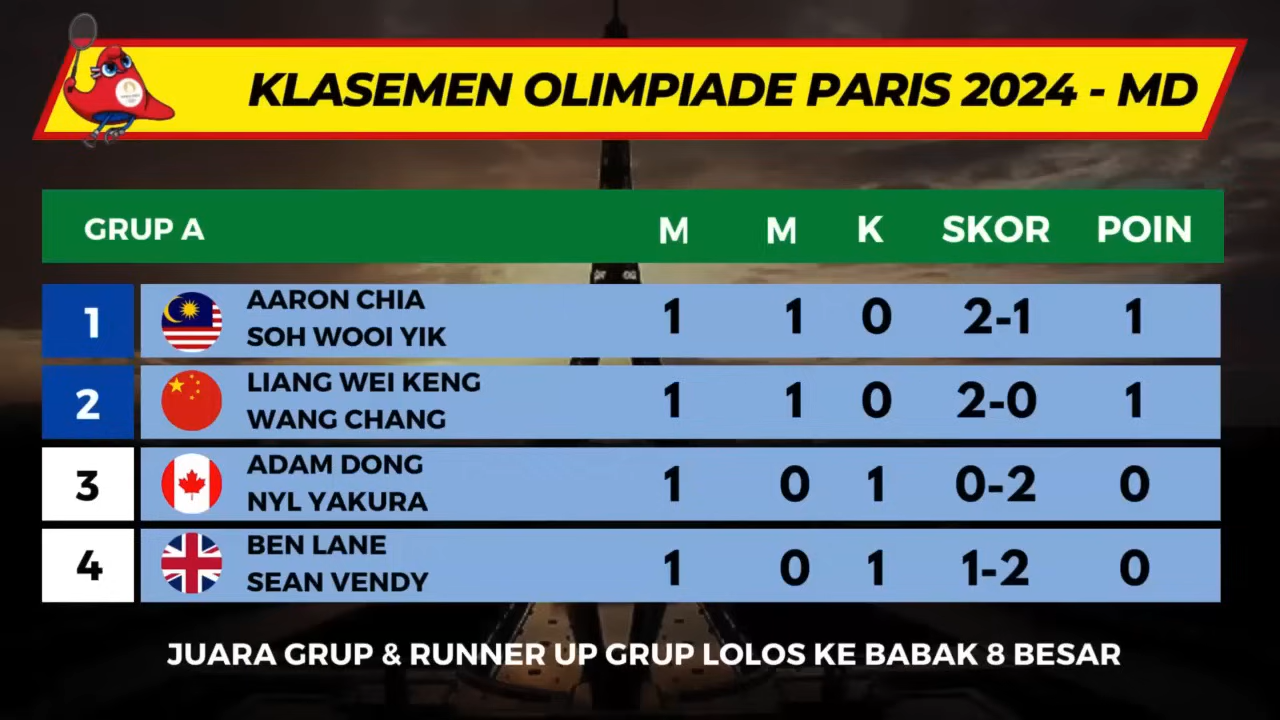 KLASEMEN OLIMPIADE PARIS 2024 - MD
GRUP A M M K SKOR POIN
1 AARON CHIA
SOH WOOI YIK 1 1 0 2-1 1
2 LIANG WEI KENG
WANG CHANG 1 1 0 2-0 1
3 ADAM DONG
NYL YAKURA 1 0 1 0-2 0
4 BEN LANE
SEAN VENDY 1 0 1 1-2 0
JUARA GRUP & RUNNER UP GRUP LOLOS KE BABAK 8 BESAR